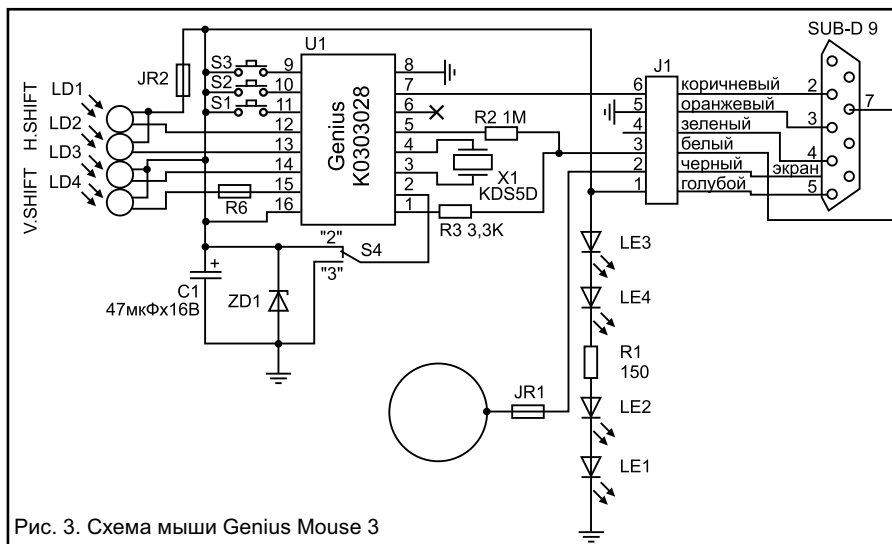 SUB-D 9
U1
J1
JR2
LD1
LD2
LD3
LD4
H.SHIFT
V.SHIFT
S3
S2
S1
9
10
11
12
13
14
15
16
Genius
K0303028
8
7
6
5
4
3
2
1
R2 1M
X1
KDS5D
R3 3,3K
R6
6
5
4
3
2
1
коричневый
оранжевый
зеленый
белый
черный
голубой
экран
2
3
4
5
7
"2"
"3"
S4
+
C1
47мкФх16В
ZD1
LE3
LE4
R1
150
JR1
LE2
LE1
Рис. 3. Схема мыши Genius Mouse 3